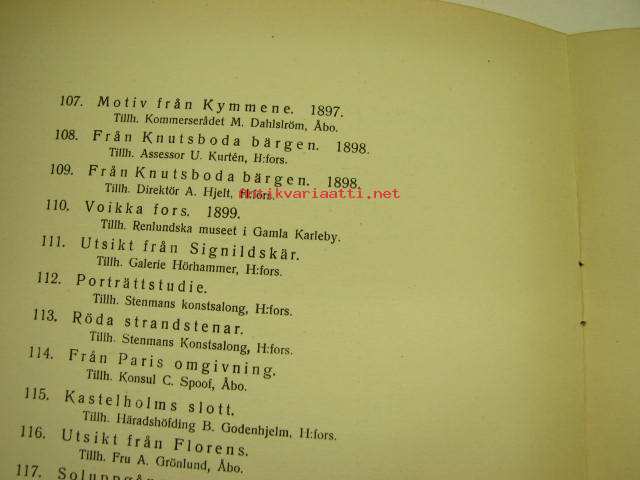 107. Motiv från Kymmene. 1897.
Tillh. Kommerserådet M. Dahlström, Åbo.
108. Från Knutsboda bärgen. 1898.
Tillh. Assessor U. Kurtén, H:fors.
109. Från Knutsboda bärgen. 1898.
Tillh. Direktör A. Hjelt, H:fors.
antikvariaatti.net
110. Voikka fors. 1899.
Tillh. Renlundska museet i Gamla Karleby.
111. Utsikt från Signildskär.
Tillh. Galerie Hörhammer, H:fors.
112. Porträttstudie.
Tillh. Stenmans konstsalong, H:fors.
113. Röda strandstenar.
Tillh. Stenmans Konstsalong, H:fors.
114. Från Paris omgivning.
Tillh. Konsul C. Spoof, Åbo.
115. Kastelholms slott.
Tillh. Häradshöfding B. Godenhjelm, H:fors.
116. Utsikt från Florens.
Tillh. Fru A. Grönlund, Åbo.
117.